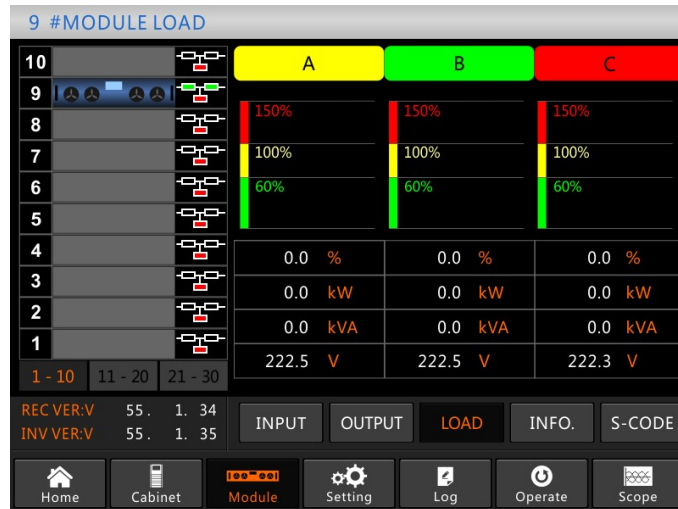 9 #MODULE LOAD
10
9
8
7
6
5
4
3
2
1
1 - 10 11 - 20 21 - 30
REC VER:V 55. 1. 34
INV VER:V 55. 1. 35
A B C
150% 150% 150%
100% 100% 100%
60% 60% 60%
0.0 % 0.0 % 0.0 %
0.0 kW 0.0 kW 0.0 kW
0.0 kVA 0.0 kVA 0.0 kVA
222.5 V 222.5 V 222.3 V
INPUT OUTPUT LOAD INFO. S-CODE
Home Cabinet Module Setting Log Operate Scope